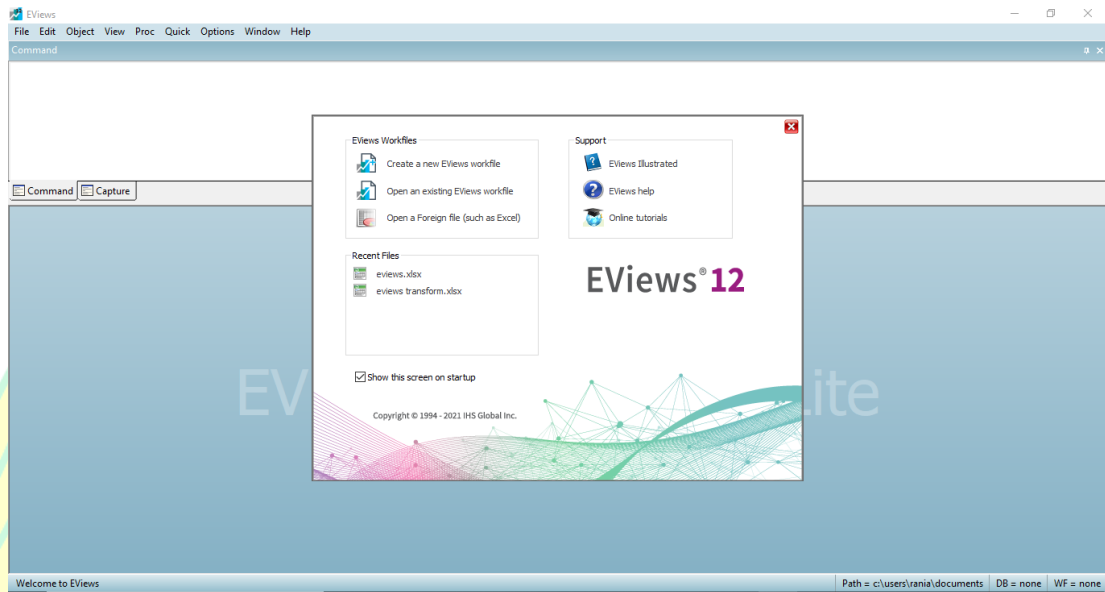 EViews
File Edit Object View Proc Quick Options Window Help
Command
Command Capture
EViews Workfiles
Create a new EViews workfile
Open an existing EViews workfile
Open a Foreign file (such as Excel)
Support
EViews Illustrated
EViews help
Online tutorials
Recent Files
eviews.xlsx
eviews transform.xlsx
EViews® 12
Show this screen on startup
Copyright © 1994 - 2021 IHS Global Inc.
EV
ite
Welcome to EViews
Path = c:\users\rania\documents DB = none WF = none